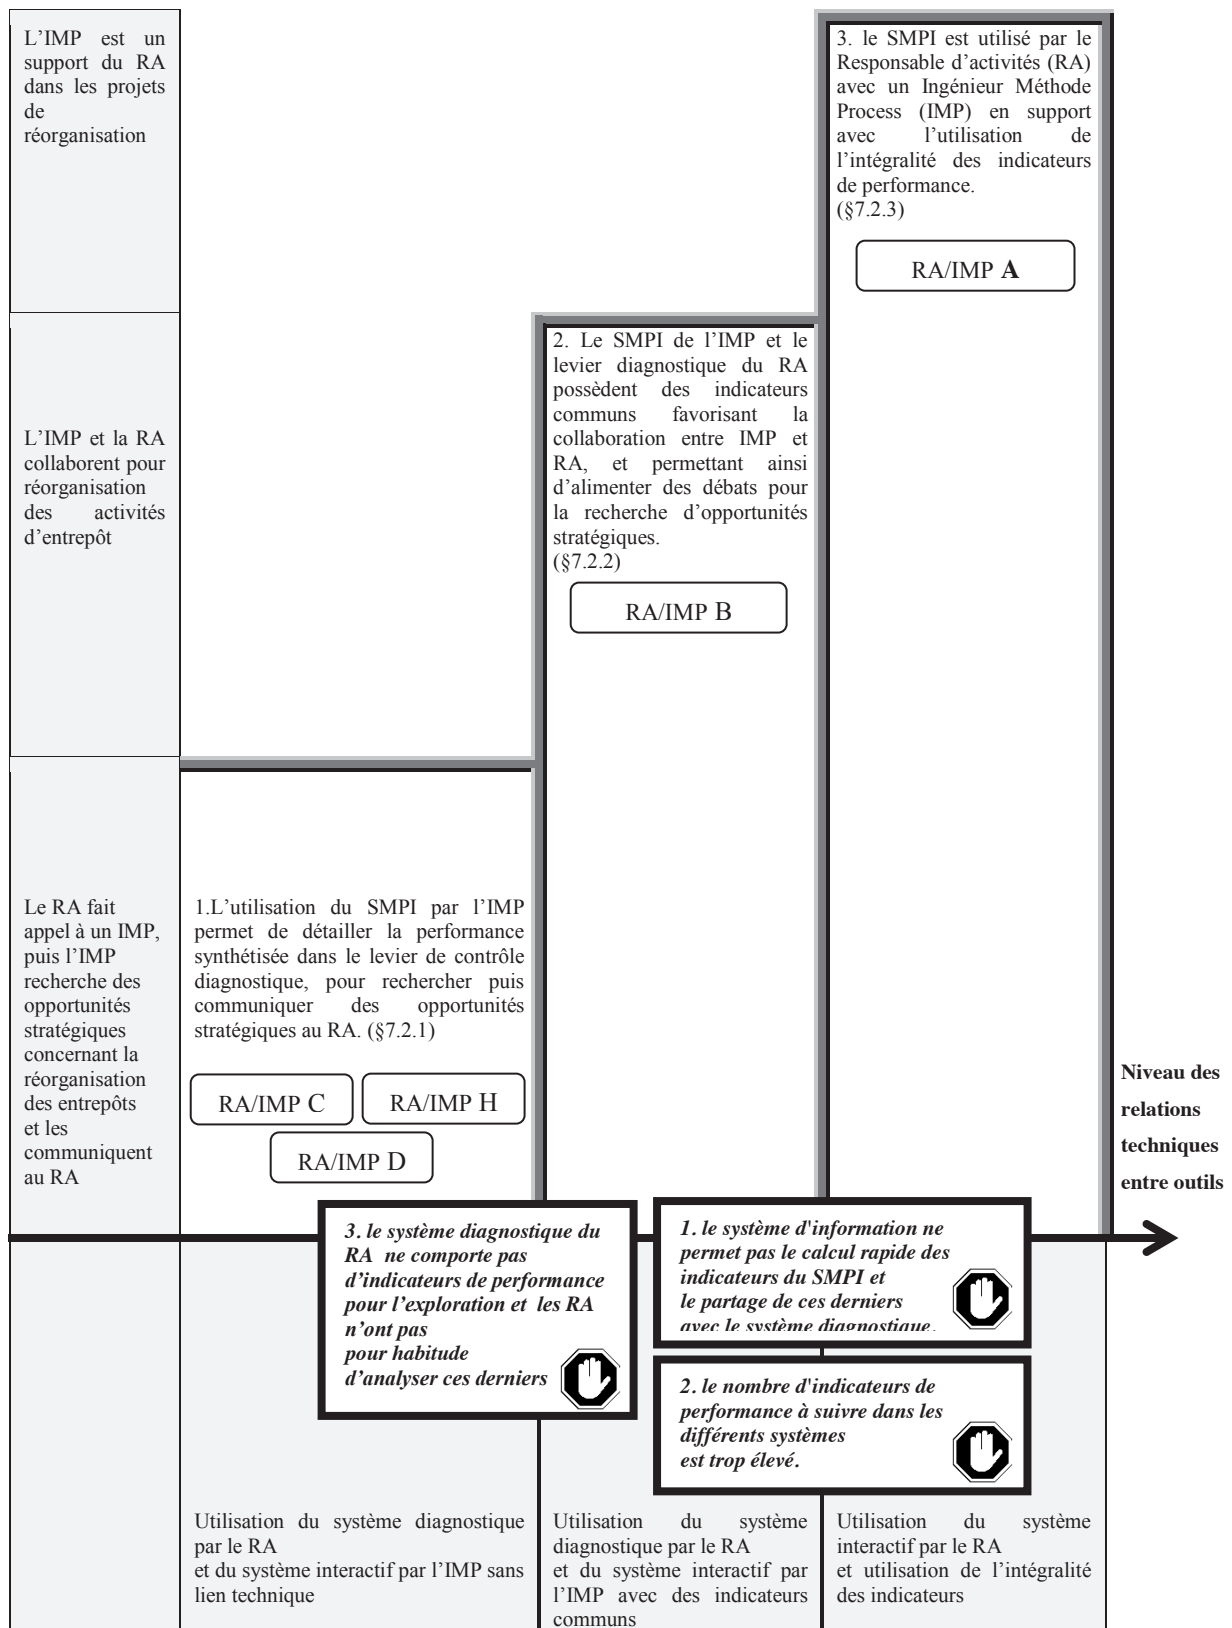 L'IMP est un
support du RA
dans les projets
de
réorganisation
3. le SMPI est utilisé par le
Responsable d'activités (RA)
avec un Ingénieur Méthode
Process (IMP) en support
avec l'utilisation de
l'intégralité des indicateurs
de performance.
(§7.2.3)
RA/IMP A
L'IMP et la RA
collaborent pour
réorganisation
des activités
d'entrepôt
2. Le SMPI de l'IMP et le
levier diagnostique du RA
possèdent des indicateurs
communs favorisant la
collaboration entre IMP et
RA, et permettant ainsi
d'alimenter des débats pour
la recherche d'opportunités
stratégiques.
(§7.2.2)
RA/IMP B
Le RA fait
appel à un IMP,
puis l'IMP
recherche des
opportunités
stratégiques
concernant la
réorganisation
des entrepôts
et les
communiquent
au RA
1.L'utilisation du SMPI par l'IMP
permet de détailler la performance
synthétisée dans le levier de contrôle
diagnostique, pour rechercher puis
communiquer des opportunités
stratégiques au RA. (§7.2.1)
RA/IMP C
RA/IMP H
RA/IMP D
Niveau des
relations
techniques
entre outils
3. le système diagnostique du
RA ne comporte pas
d'indicateurs de performance
pour l'exploration et les RA
n'ont pas
pour habitude
d'analyser ces derniers
1. le système d'information ne
permet pas le calcul rapide des
indicateurs du SMPI et
le partage de ces derniers
avec le système diagnostique.
2. le nombre d'indicateurs de
performance à suivre dans les
différents systèmes
est trop élevé.
Utilisation du système diagnostique
par le RA
et du système interactif par l'IMP sans
lien technique
Utilisation du système
diagnostique par le RA
et du système interactif par
l'IMP avec des indicateurs
communs
Utilisation du système
interactif par le RA
et utilisation de l'intégralité
des indicateurs